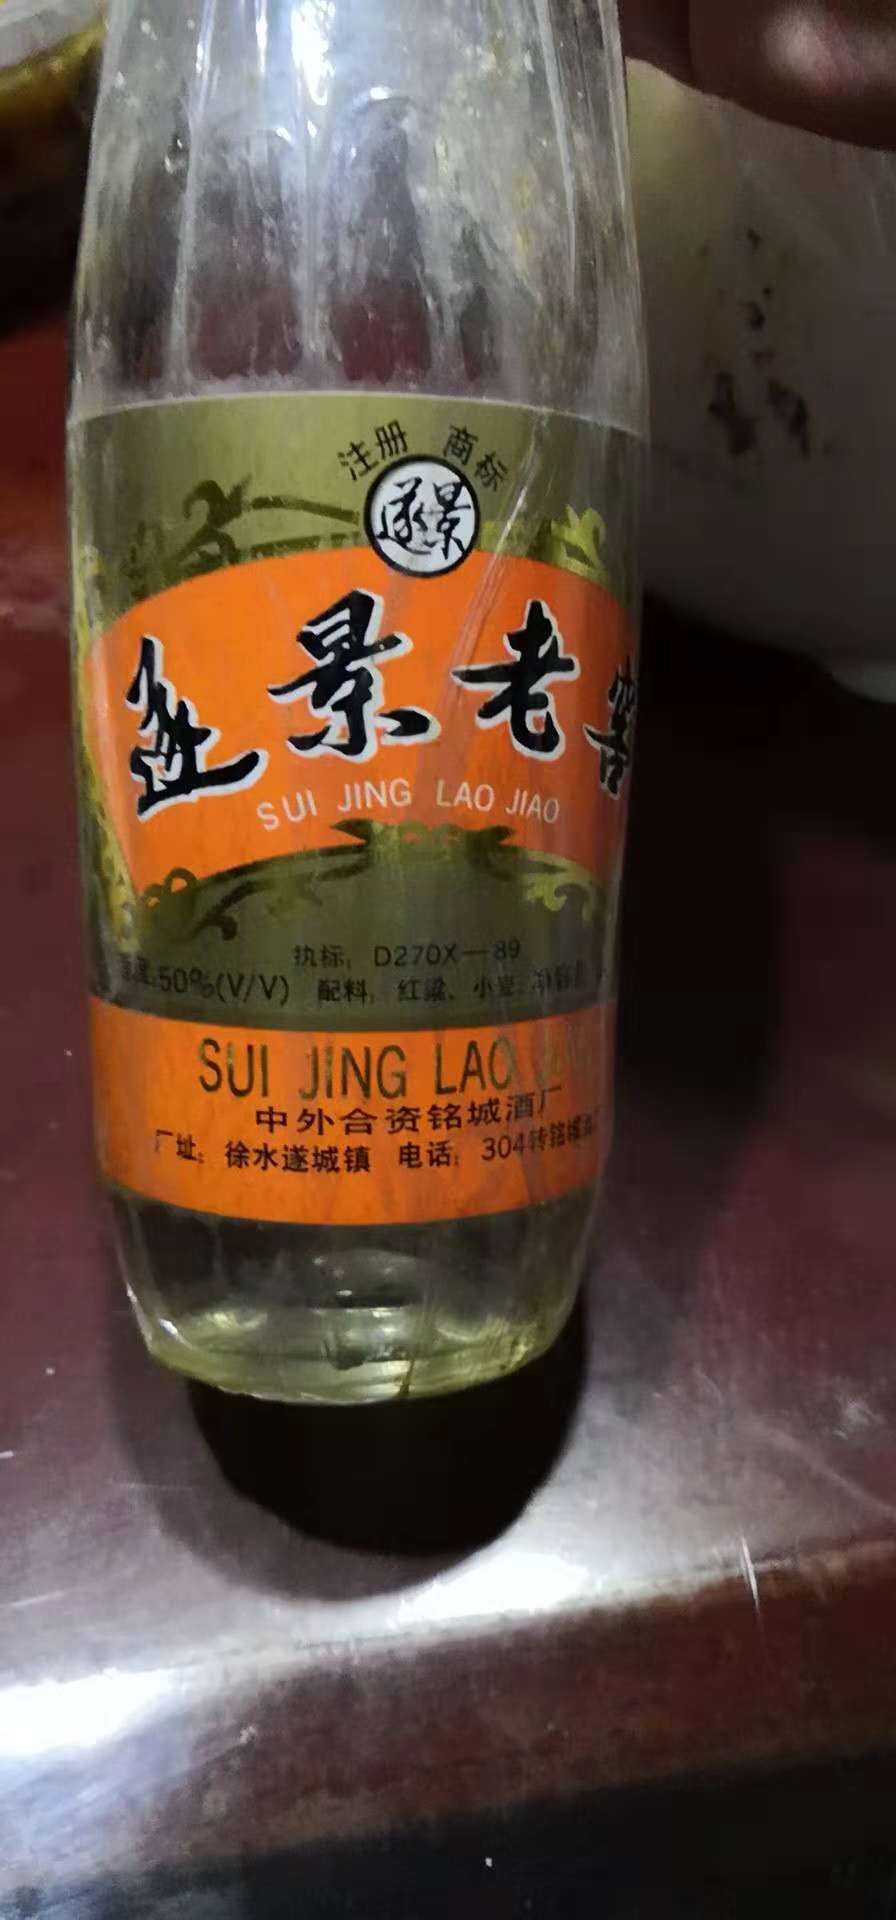 注册 商标
遂景
遂景老窖
SUI JING LAO JIAO
执标: D270X—89
度:50%(V/V) 配料: 红粱、小麦
SUI JING LAO
中外合资铭城酒厂
厂址: 徐水遂城镇 电话: 304转铭城